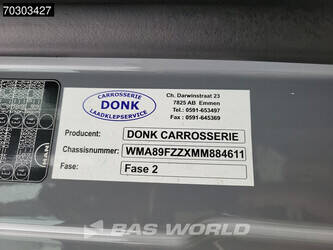 70303427
CARROSSERIE
DONK
LAADKLEPSERVICE
Ch. Darwinstraat 23
7825 AB Emmen
Tel : 0591-653497
Fax : 0591-645369
Producent: DONK CARROSSERIE
Chassisnummer: WMA89FZZXMM884611
Fase: Fase 2
MAN
BAS WORLD